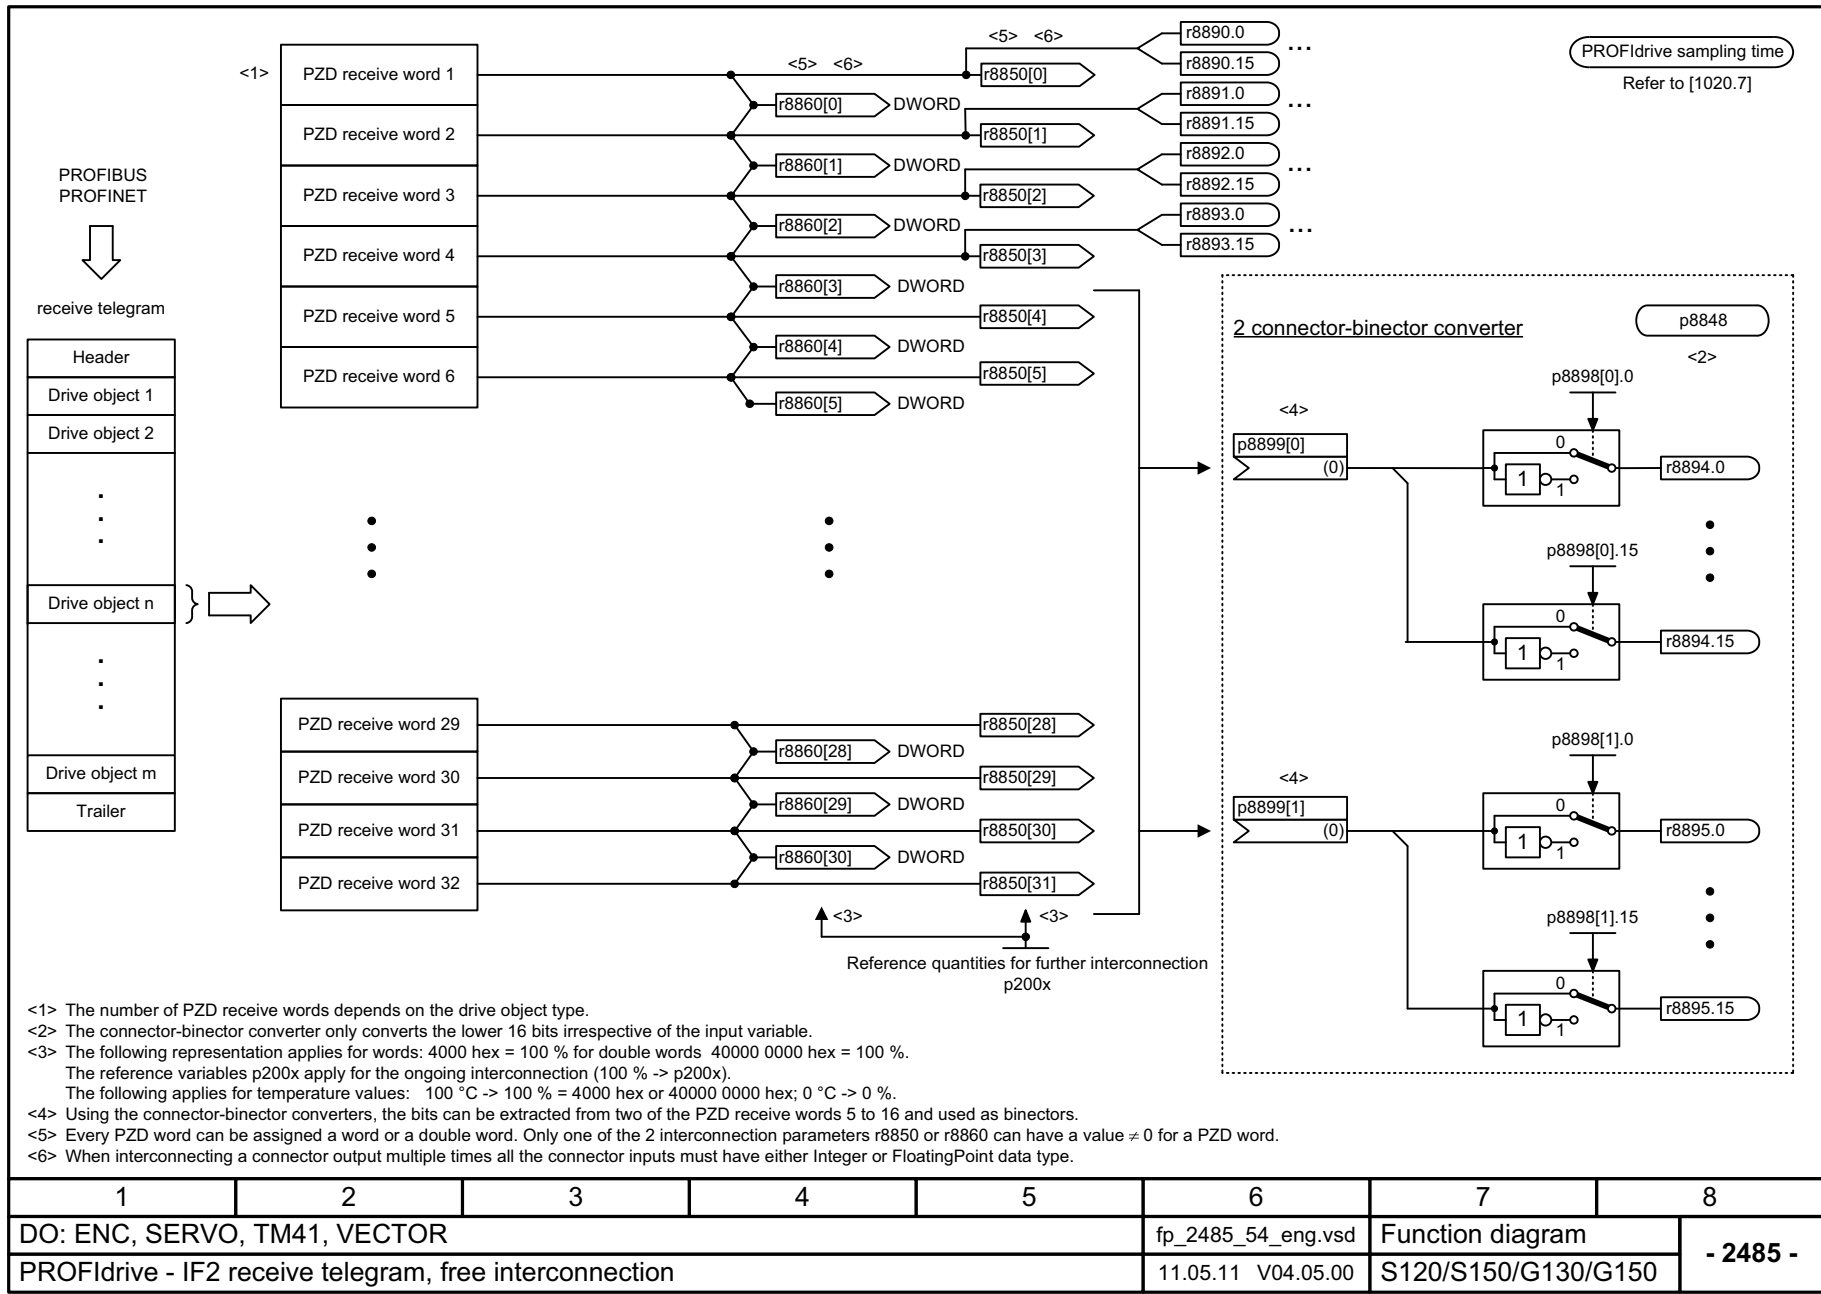 <1>
PZD receive word 1
<5> <6>
r8850[0]
<5> <6>
r8890.0
...
r8890.15
r8860[0]
DWORD
PZD receive word 2
r8850[1]
r8891.0
...
r8891.15
r8860[1]
DWORD
PZD receive word 3
r8850[2]
r8892.0
...
r8892.15
r8860[2]
DWORD
PZD receive word 4
r8850[3]
r8893.0
...
r8893.15
r8860[3]
DWORD
PZD receive word 5
r8850[4]
r8860[4]
DWORD
PZD receive word 6
r8850[5]
r8860[5]
DWORD
PROFIdrive sampling time
Refer to [1020.7]
PROFIBUS
PROFINET
receive telegram
Header
Drive object 1
Drive object 2
Drive object n
Drive object m
Trailer
PZD receive word 29
r8850[28]
r8860[28]
DWORD
PZD receive word 30
r8850[29]
r8860[29]
DWORD
PZD receive word 31
r8850[30]
r8860[30]
DWORD
PZD receive word 32
r8850[31]
<3>
<3>
Reference quantities for further interconnection
p200x
2 connector-binector converter
p8848
<2>
<4>
p8899[0]
(0)
p8898[0].0
0
1
1
r8894.0
p8898[0].15
0
1
1
r8894.15
<4>
p8899[1]
(0)
p8898[1].0
0
1
1
r8895.0
p8898[1].15
0
1
1
r8895.15
<1> The number of PZD receive words depends on the drive object type.
<2> The connector-binector converter only converts the lower 16 bits irrespective of the input variable.
<3> The following representation applies for words: 4000 hex = 100 % for double words 40000 0000 hex = 100 %.
The reference variables p200x apply for the ongoing interconnection (100 % -> p200x).
The following applies for temperature values: 100 °C -> 100 % = 4000 hex or 40000 0000 hex; 0 °C -> 0 %.
<4> Using the connector-binector converters, the bits can be extracted from two of the PZD receive words 5 to 16 and used as binectors.
<5> Every PZD word can be assigned a word or a double word. Only one of the 2 interconnection parameters r8850 or r8860 can have a value ≠ 0 for a PZD word.
<6> When interconnecting a connector output multiple times all the connector inputs must have either Integer or FloatingPoint data type.
1 2 3 4 5 6 7 8
DO: ENC, SERVO, TM41, VECTOR
fp_2485_54_eng.vsd
Function diagram
- 2485 -
PROFIdrive - IF2 receive telegram, free interconnection
11.05.11 V04.05.00
S120/S150/G130/G150